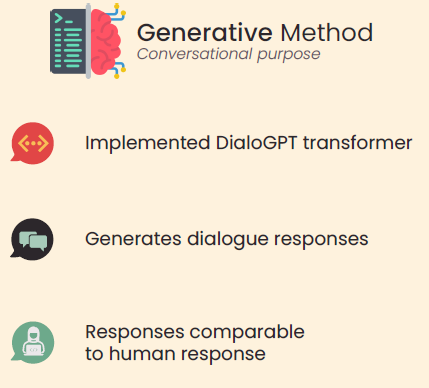 Generative Method
Conversational purpose
Implemented DialoGPT transformer
Generates dialogue responses
Responses comparable
to human response